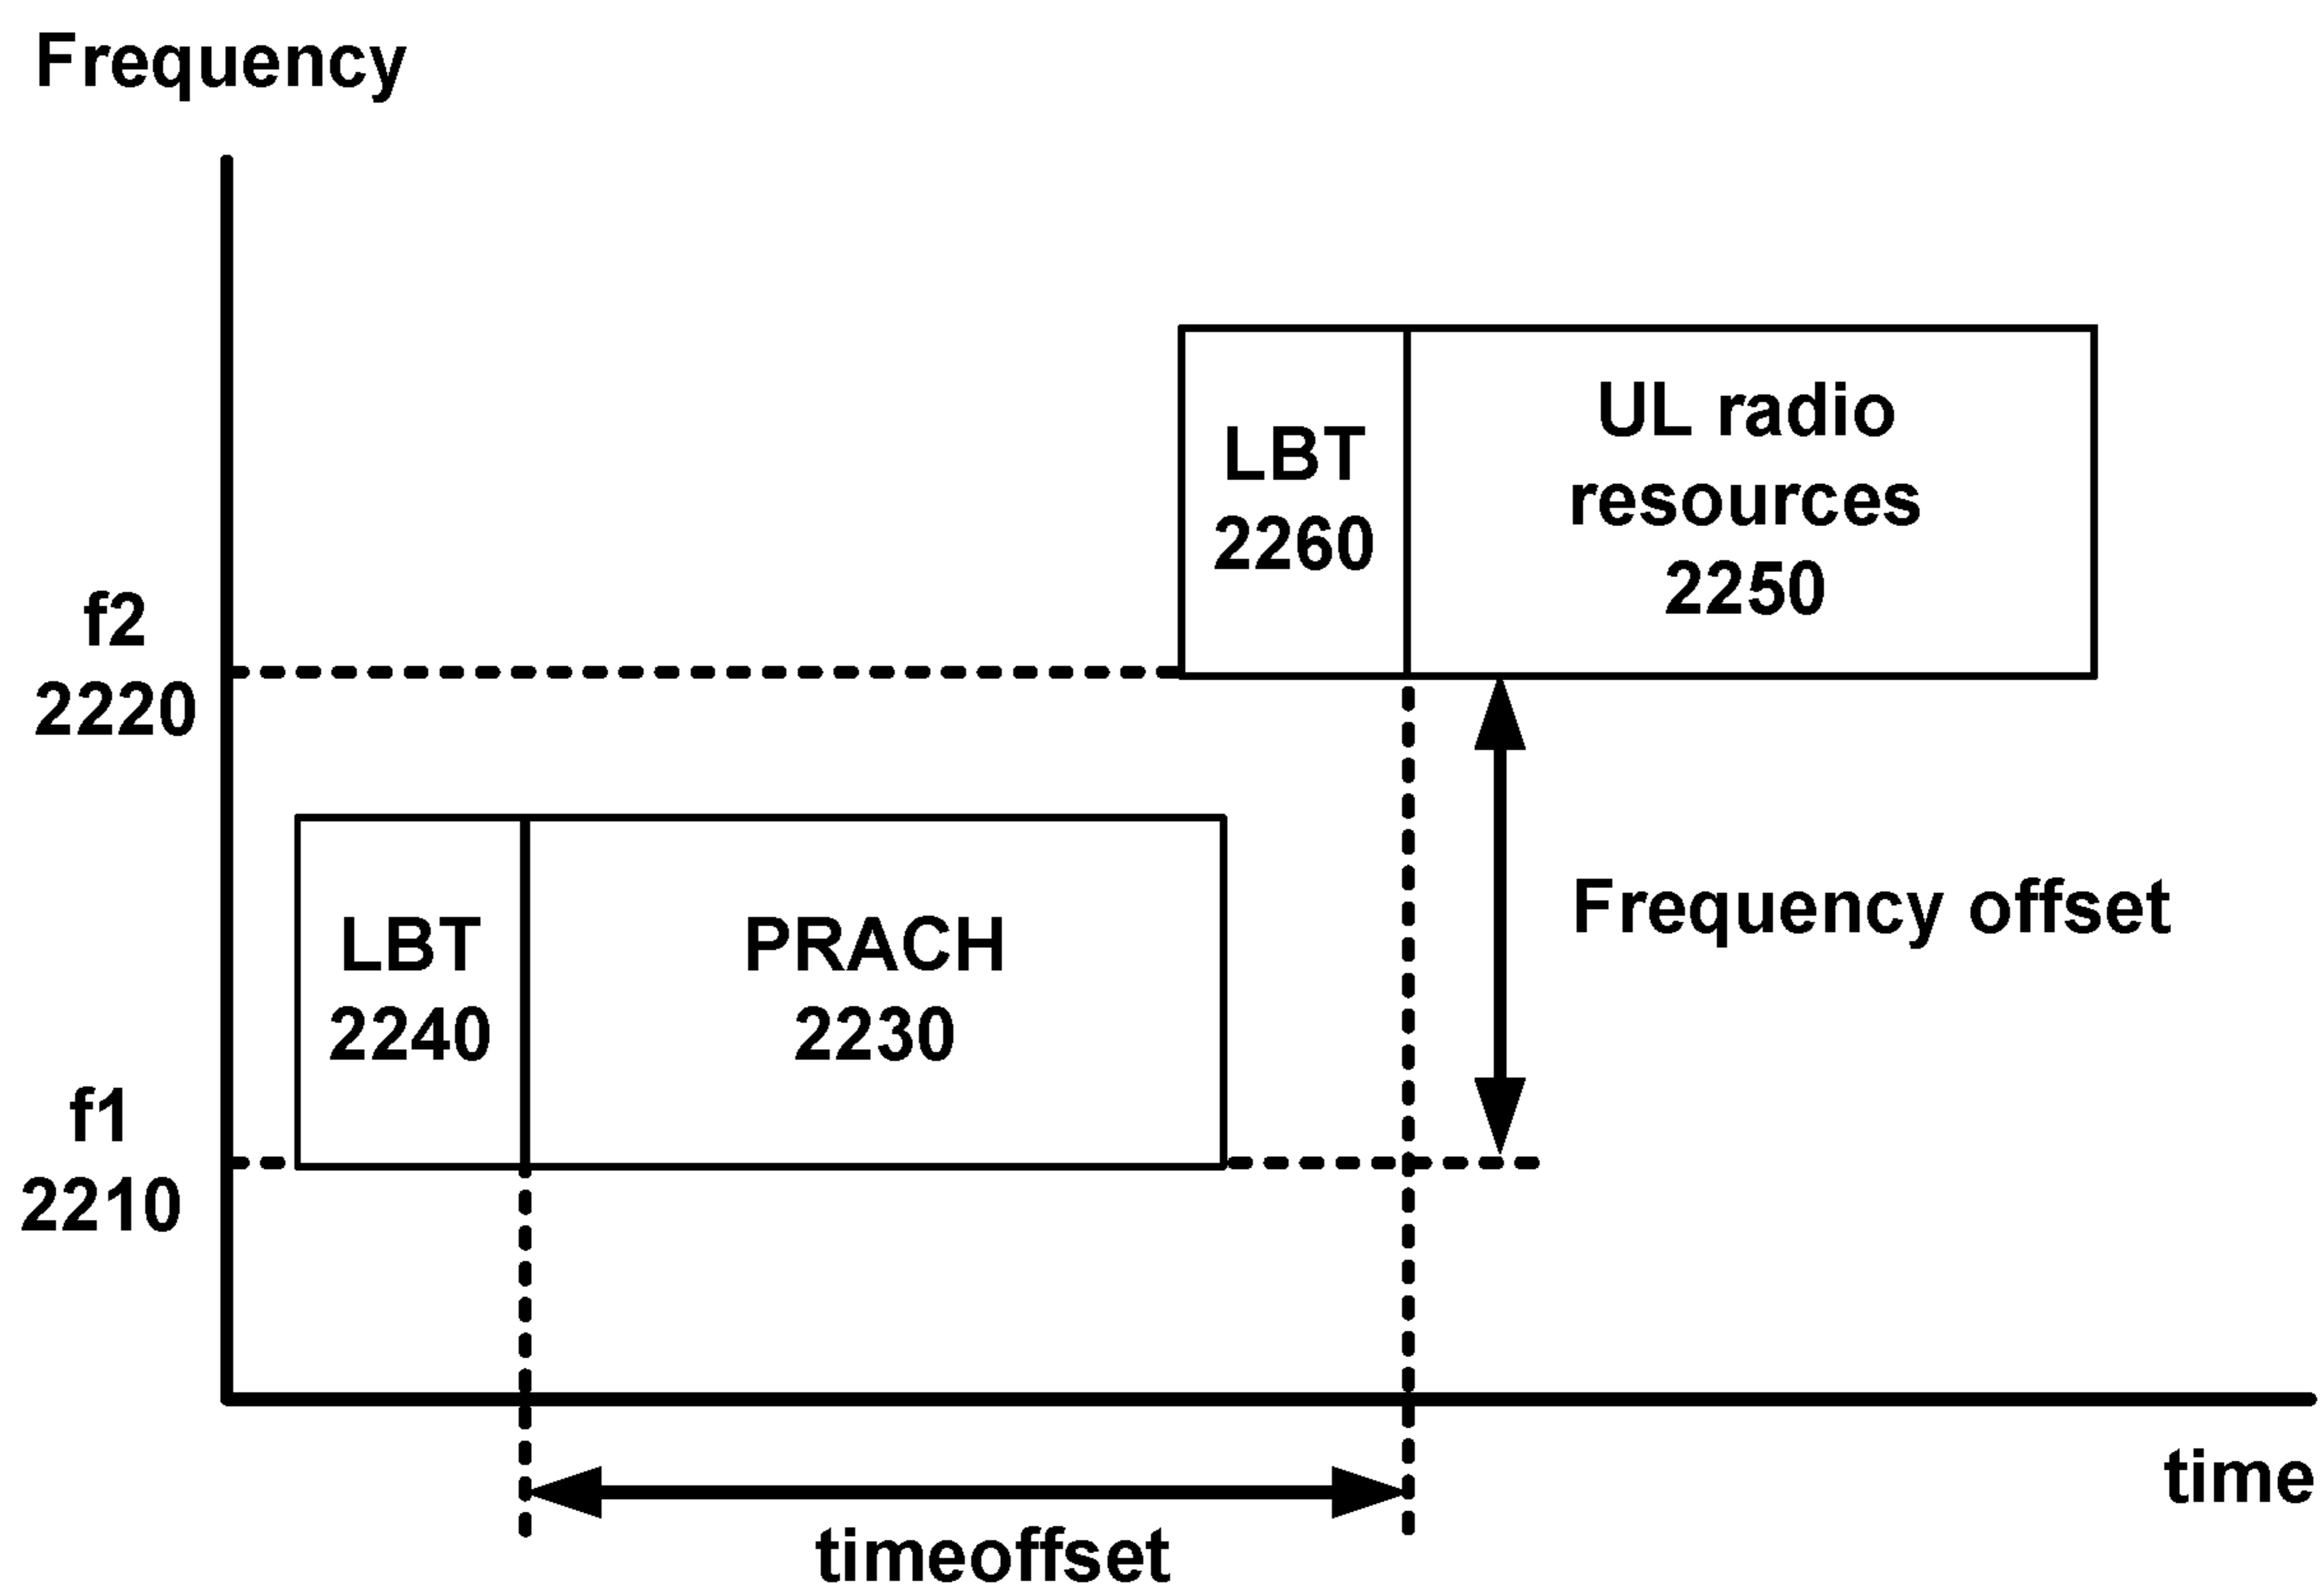 Frequency
LBT
2260
UL radio
resources
2250
f2
2220
LBT
2240
PRACH
2230
Frequency offset
f1
2210
time
timeoffset